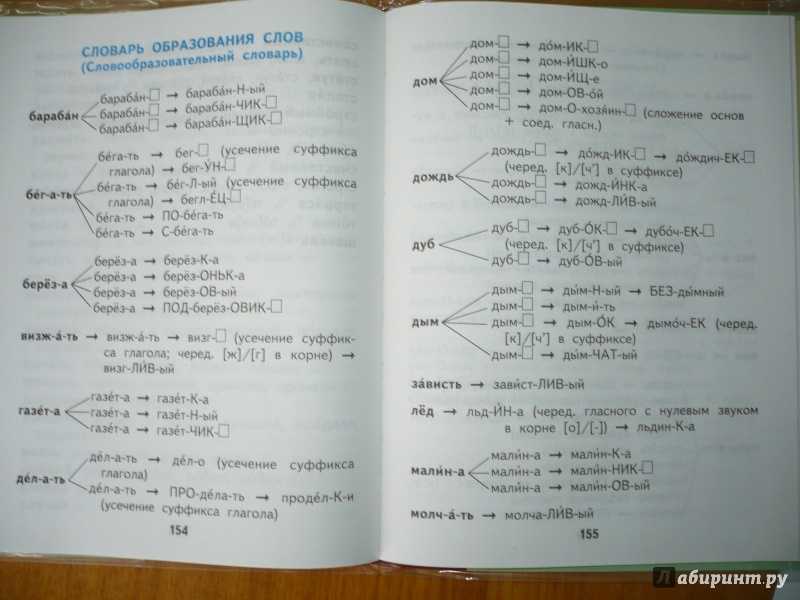 СЛОВАРЬ ОБРАЗОВАНИЯ СЛОВ
(Словообразовательный словарь)
бараба́н
бараба́н-□ → бараба́н-Н-ый
бараба́н-□ → бараба́н-ЧИК-□
бараба́н-□ → бараба́н-ЩИК-□
бе́г-а-ть
бе́га-ть → бег-□ (усечение суффикса
глагола) → бег-У́Н-□
бе́га-ть → бе́г-Л-ый (усечение суффикса
глагола) → бегл-Е́Ц-□
бе́га-ть → ПО-бе́га-ть
бе́га-ть → С-бе́га-ть
берёз-а
берёз-а → берёз-К-а
берёз-а → берёз-ОНЬК-а
берёз-а → берёз-ОВ-ый
берёз-а → ПОД-берёз-ОВИК-□
визж-а́-ть → визж-а́-ть → визг-□ (усечение суффик-
са глагола; черед. [ж]/[г] в корне) →
визг-ЛИ́В-ый
газе́т-а
газе́т-а → газе́т-К-а
газе́т-а → газе́т-Н-ый
газе́т-а → газе́т-ЧИК-□
де́л-а-ть
де́л-а-ть → де́л-о (усечение суффикса
глагола)
де́л-а-ть → ПРО-де́ла-ть → проде́л-К-и
(усечение суффикса глагола)
154
дом
дом-□ → до́м-ИК-□
дом-□ → дом-И́ШК-о
дом-□ → дом-И́Щ-е
дом-□ → дом-ОВ-о́й
дом-□ → дом-О-хозя́ин-□ (сложение основ
+ соед. гласн.)
дождь
дождь-□ → до́жд-ИК-□ → до́ждич-ЕК-□
(черед. [к]/[ч’] в суффиксе)
дождь-□ → дожд-И́НК-а
дождь-□ → дожд-ЛИ́В-ый
дуб
дуб-□ → дуб-О́К-□ → дубо́ч-ЕК-□
(черед. [к]/[ч’] в суффиксе)
дуб-□ → дуб-О́В-ый
дым
дым-□ → ды́м-Н-ый → БЕЗ-ды́мный
дым-□ → дым-и́-ть
дым-□ → дым-О́К → дымо́ч-ЕК (черед.
[к]/[ч’] в суффиксе)
дым-□ → ды́м-ЧАТ-ый
за́висть → зави́ст-ЛИВ-ый
лёд → льд-И́Н-а (черед. гласного с нулевым звуком
в корне [о]/[-]) → льдин-К-а
мали́н-а
мали́н-а → мали́н-К-а
мали́н-а → мали́н-НИК-□
мали́н-а → мали́н-ОВ-ый
молч-а́-ть → молча-ЛИ́В-ый
155
Лабиринт.ру